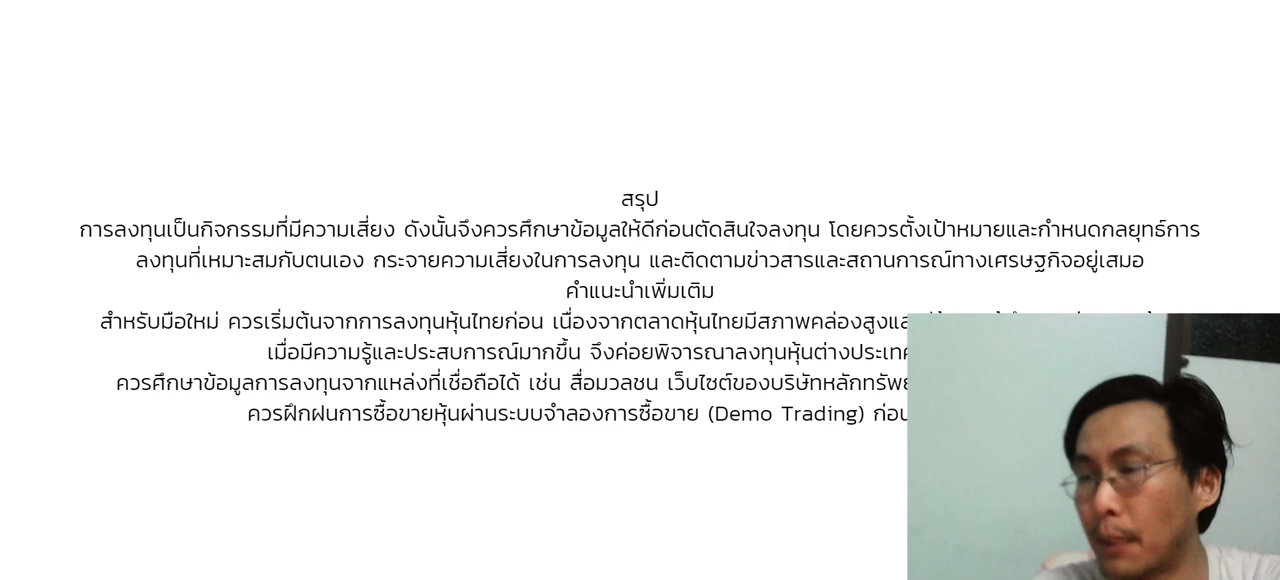 สรุป
การลงทุนเป็นกิจกรรมที่มีความเสี่ยง ดังนั้นจึงควรศึกษาข้อมูลให้ดีก่อนตัดสินใจลงทุน โดยควรตั้งเป้าหมายและกำหนดกลยุทธ์การ
ลงทุนที่เหมาะสมกับตนเอง กระจายความเสี่ยงในการลงทุน และติดตามข่าวสารและสถานการณ์ทางเศรษฐกิจอยู่เสมอ
คำแนะนำเพิ่มเติม
สำหรับมือใหม่ ควรเริ่มต้นจากการลงทุนหุ้นไทยก่อน เนื่องจากตลาดหุ้นไทยมีสภาพคล่องสูง
เมื่อมีความรู้และประสบการณ์มากขึ้น จึงค่อยพิจารณาลงทุนหุ้นต่าง
ควรศึกษาข้อมูลการลงทุนจากแหล่งที่เชื่อถือได้ เช่น สื่อมวลชน เว็บไซต์ของบริษัท
ควรฝึกฝนการซื้อขายหุ้นผ่านระบบจำลองการซื้อขาย (Demo Trading)